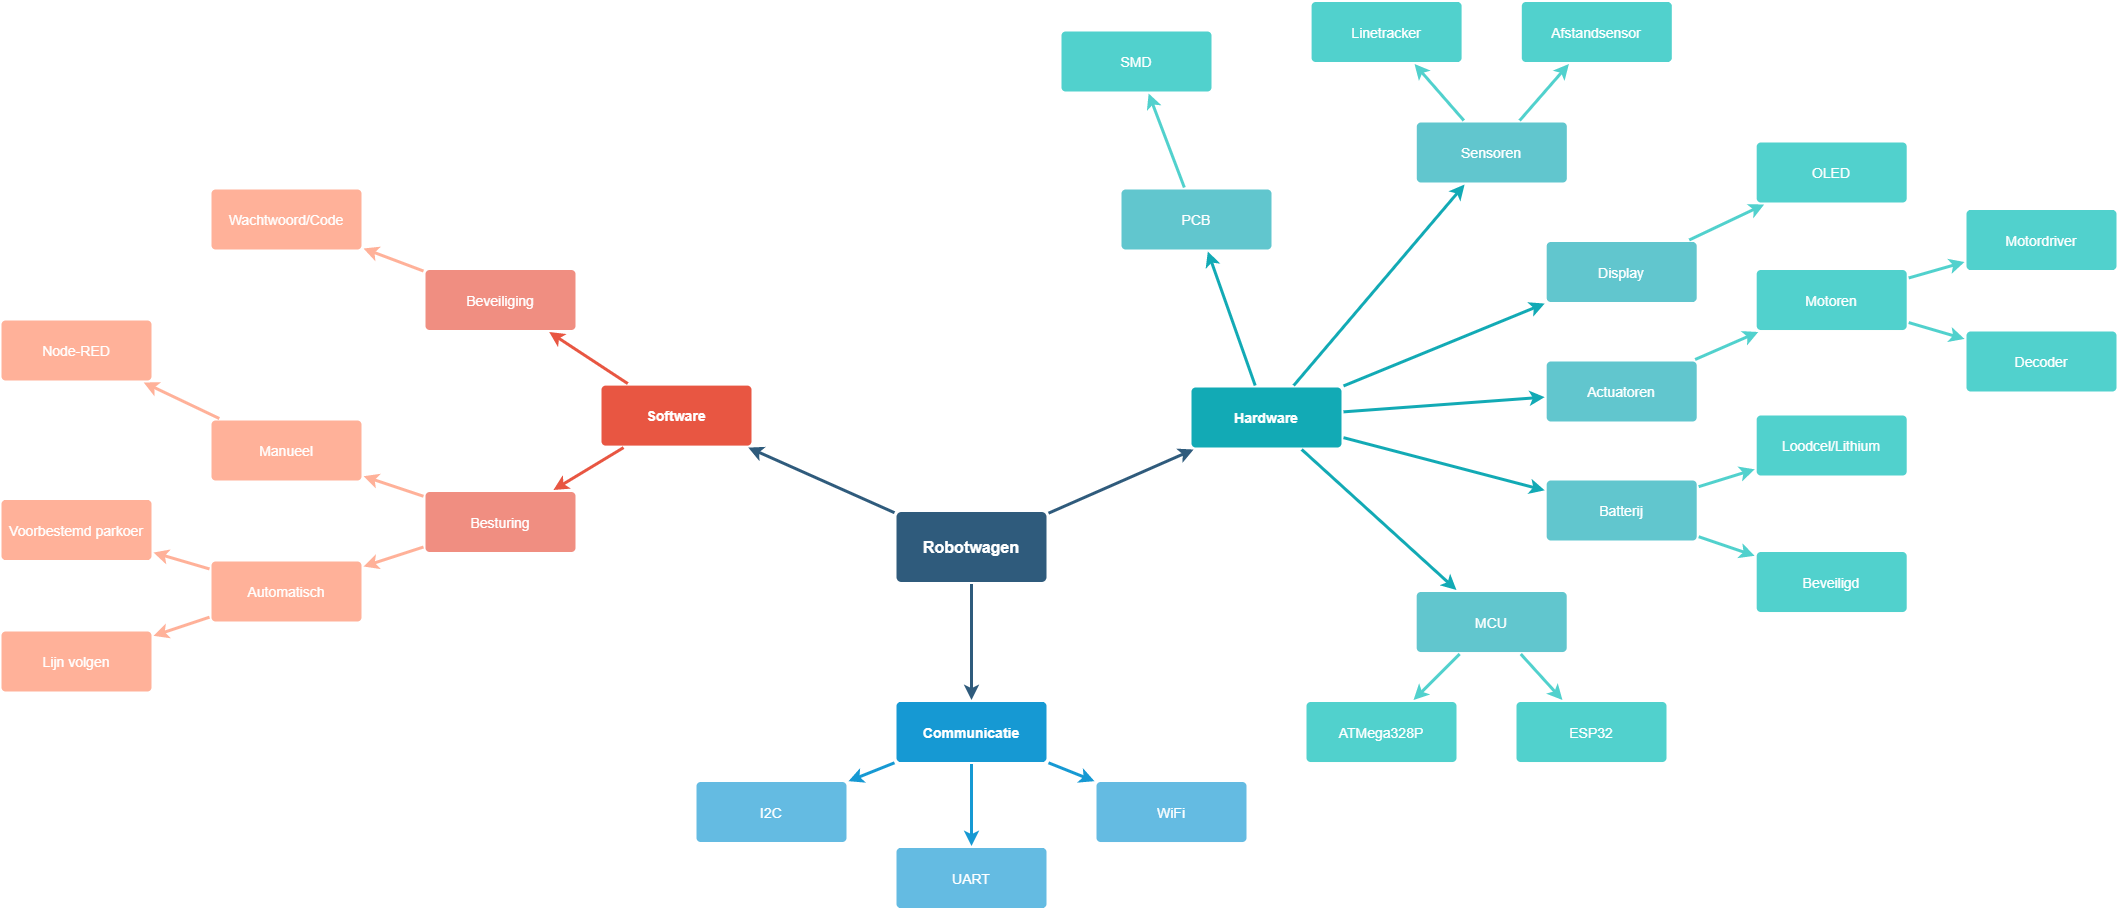 Linetracker
Afstandsensor
SMD
Sensoren
OLED
Wachtwoord/Code
PCB
Motordriver
Display
Beveiliging
Motoren
Node-RED
Decoder
Actuatoren
Software
Hardware
Loodcel/Lithium
Manueel
Batterij
Besturing
Voorbestemd parkoer
Robotwagen
Beveiligd
Automatisch
MCU
Lijn volgen
Communicatie
ATMega328P
ESP32
I2C
WiFi
UART